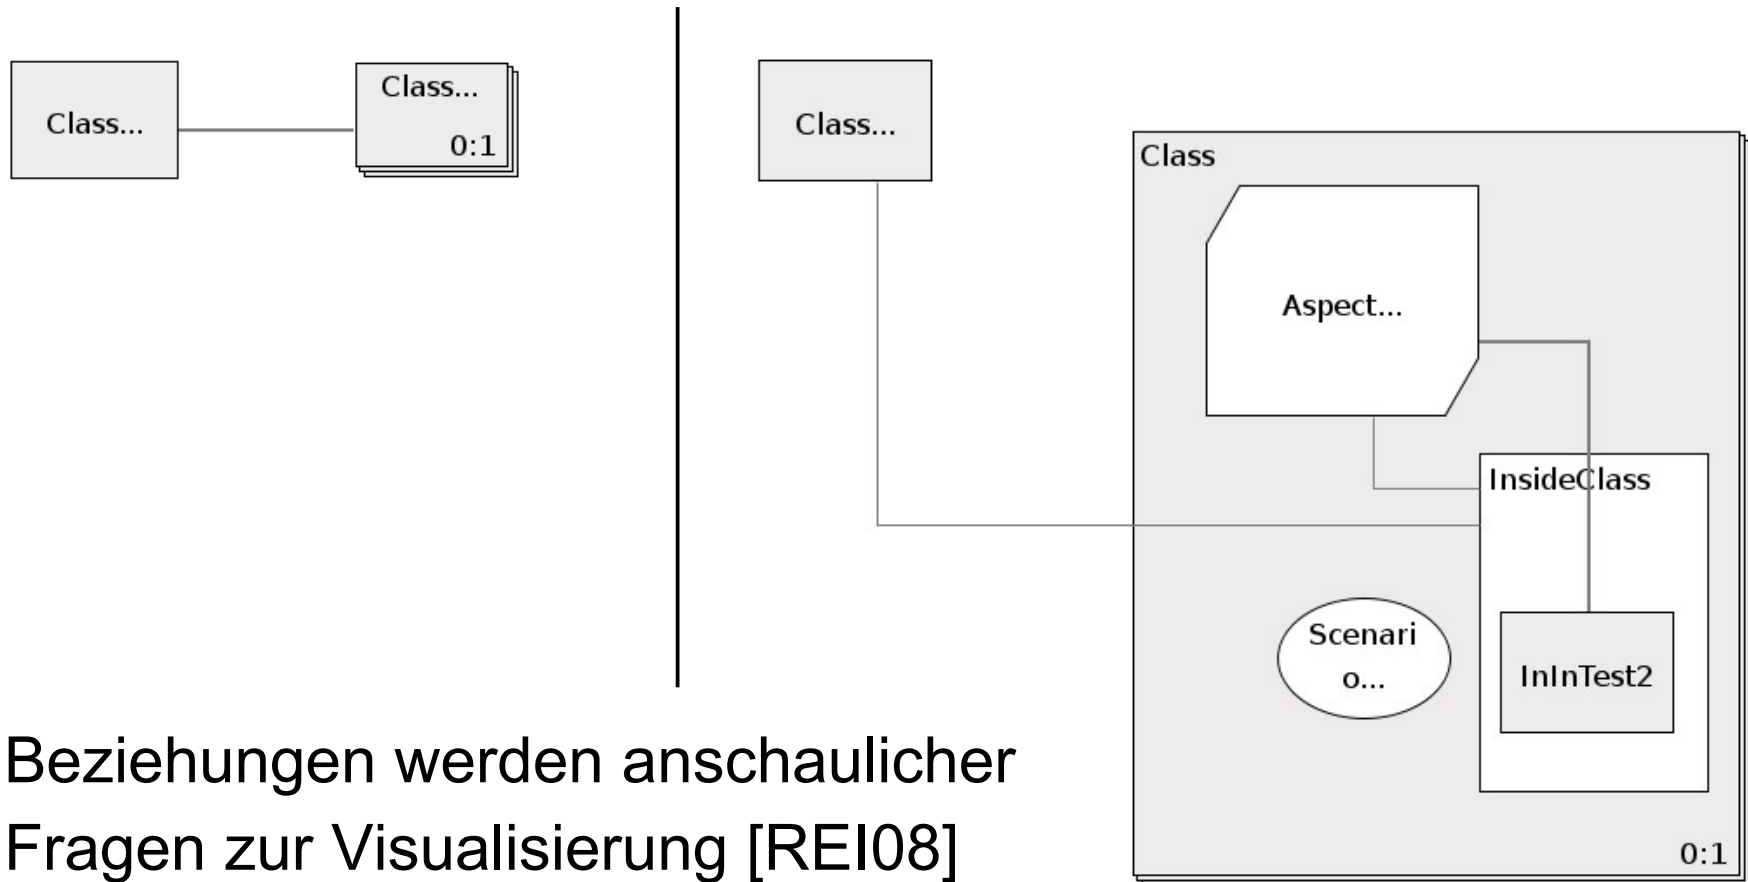 Class...
Class...
0:1
Class...
Class
Aspect...
InsideClass
Scenari
o...
InInTest2
0:1
Beziehungen werden anschaulicher
Fragen zur Visualisierung [REI08]